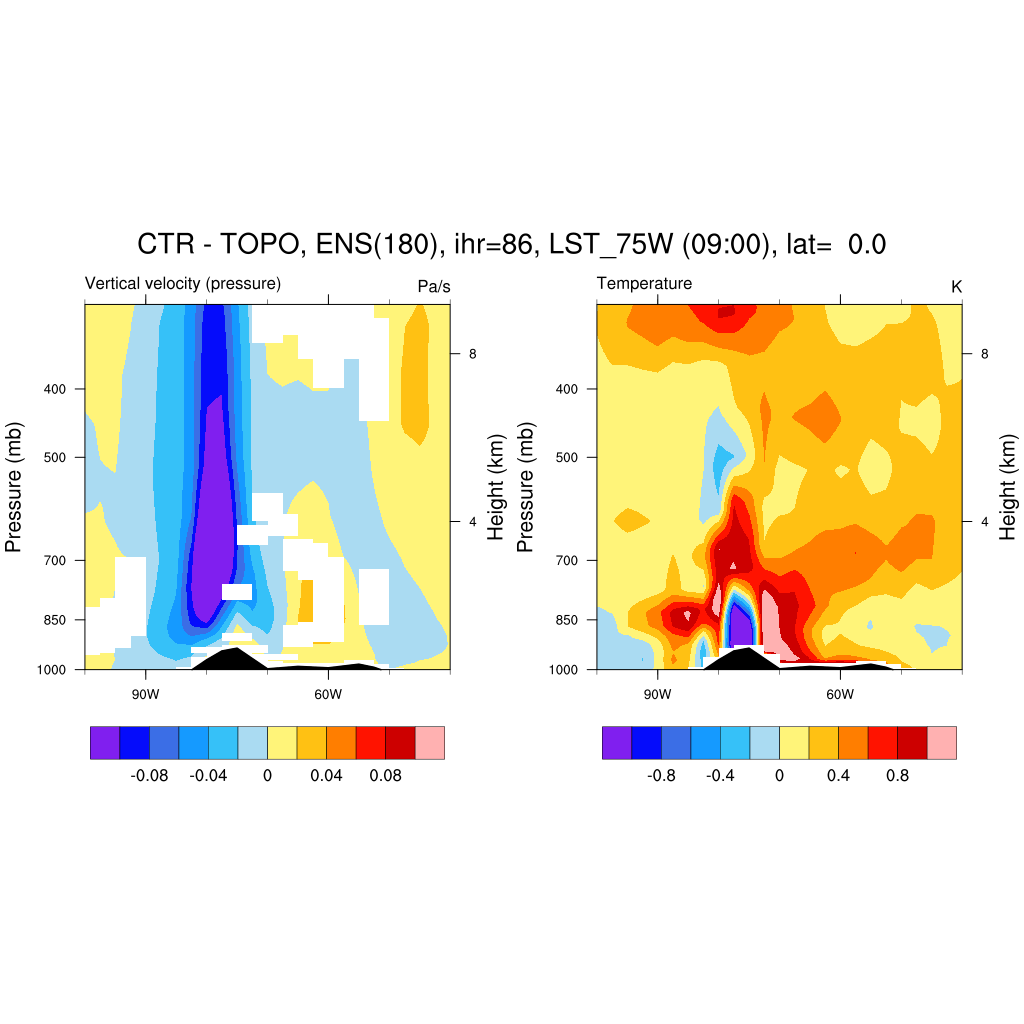 CTR - TOPO, ENS(180), ihr=86, LST_75W (09:00), lat= 0.0
Vertical velocity (pressure) Pa/s
Temperature K
Pressure (mb)
400
500
700
850
1000
8
4
Height (km)
90W 60W
Pressure (mb)
400
500
700
850
1000
8
4
Height (km)
90W 60W
-0.08 -0.04 0 0.04 0.08
-0.8 -0.4 0 0.4 0.8